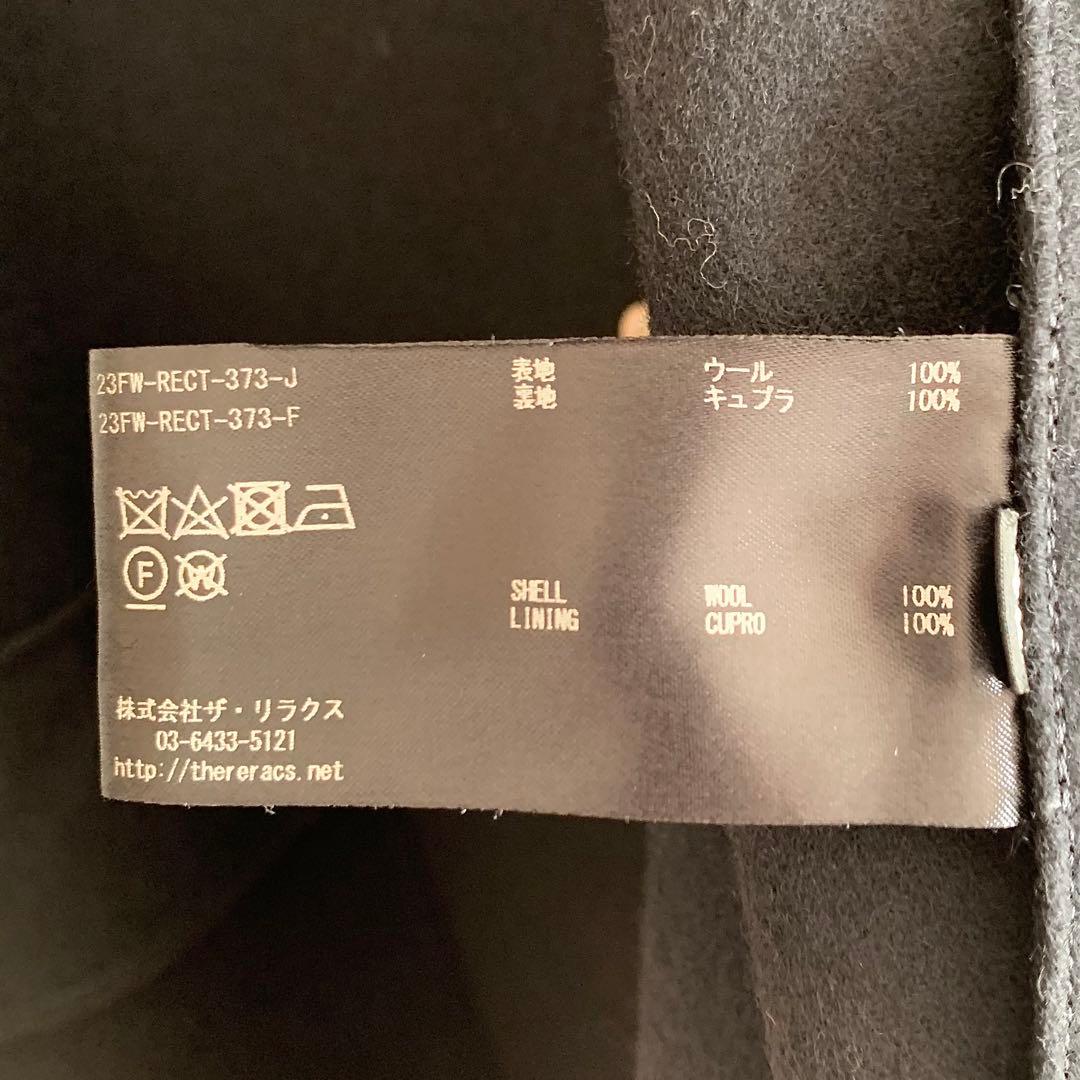 23FW-RECT-373-J
23FW-RECT-373-F
表地 ウール 100%
裏地 キュプラ 100%
F W
SHELL WOOL 100%
LINING CUPRO 100%
株式会社ザ・リラクス
03-6433-5121
http://thereracs.net